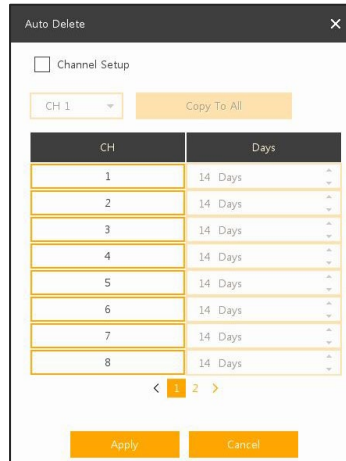 Auto Delete ×
Channel Setup
CH 1 Copy To All
CH Days
1 14 Days
2 14 Days
3 14 Days
4 14 Days
5 14 Days
6 14 Days
7 14 Days
8 14 Days
< 1 2 >
Apply Cancel